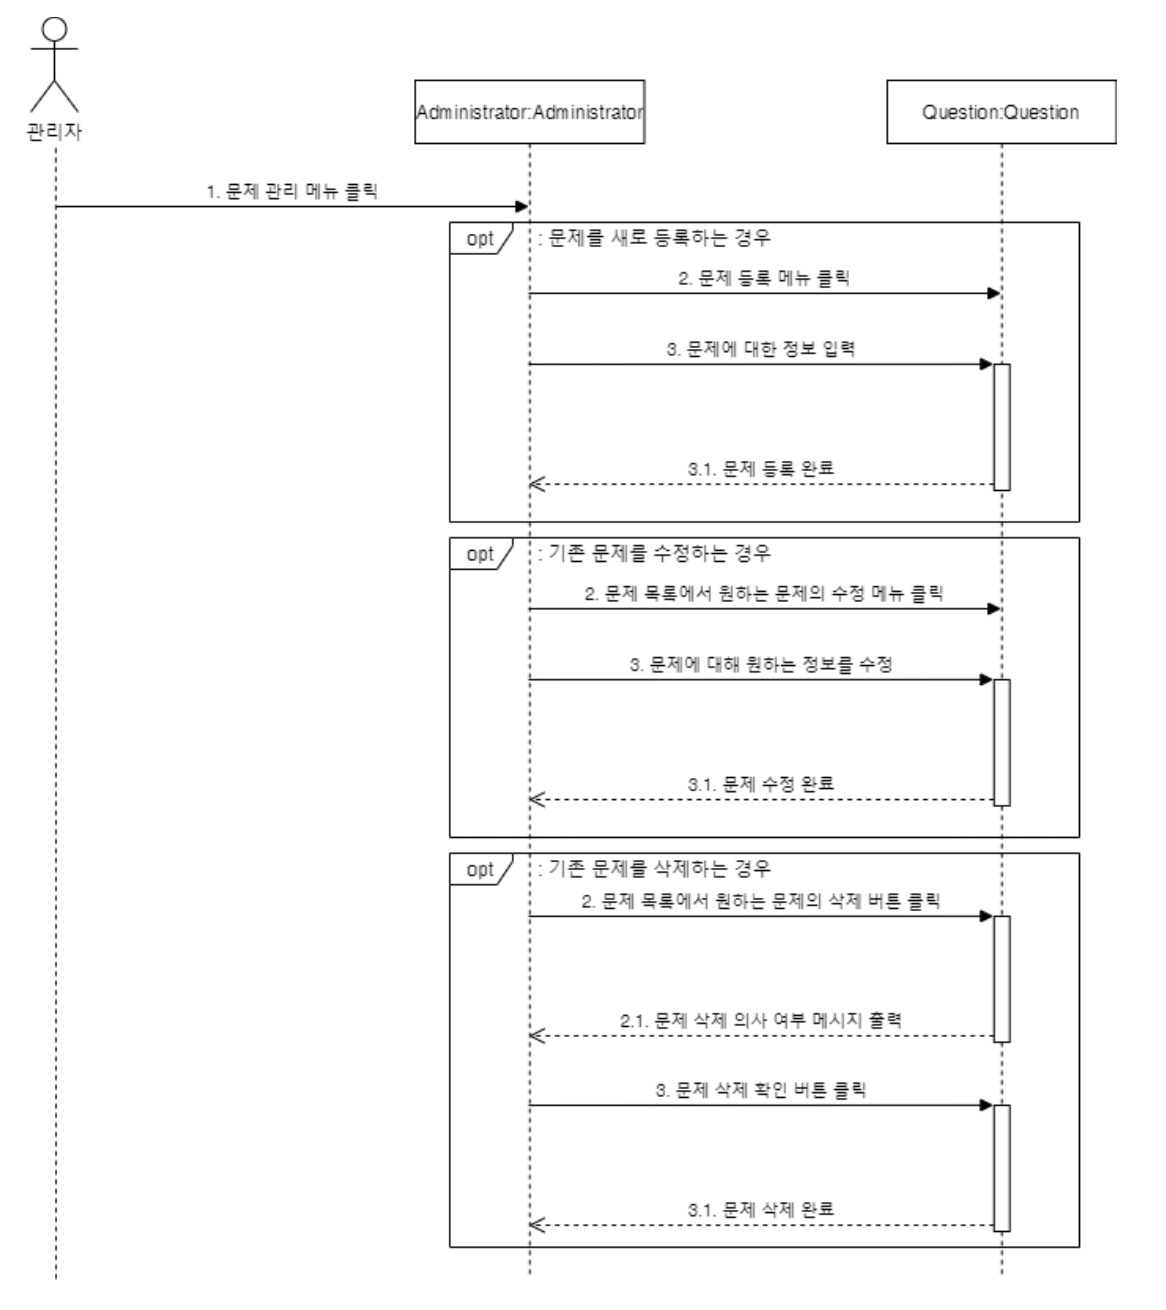 관리자
Administrator:Administrator
Question:Question
1. 문제 관리 메뉴 클릭
opt
: 문제를 새로 등록하는 경우
2. 문제 등록 메뉴 클릭
3. 문제에 대한 정보 입력
3.1. 문제 등록 완료
opt
: 기존 문제를 수정하는 경우
2. 문제 목록에서 원하는 문제의 수정 메뉴 클릭
3. 문제에 대해 원하는 정보를 수정
3.1. 문제 수정 완료
opt
: 기존 문제를 삭제하는 경우
2. 문제 목록에서 원하는 문제의 삭제 버튼 클릭
2.1. 문제 삭제 의사 여부 메시지 출력
3. 문제 삭제 확인 버튼 클릭
3.1. 문제 삭제 완료